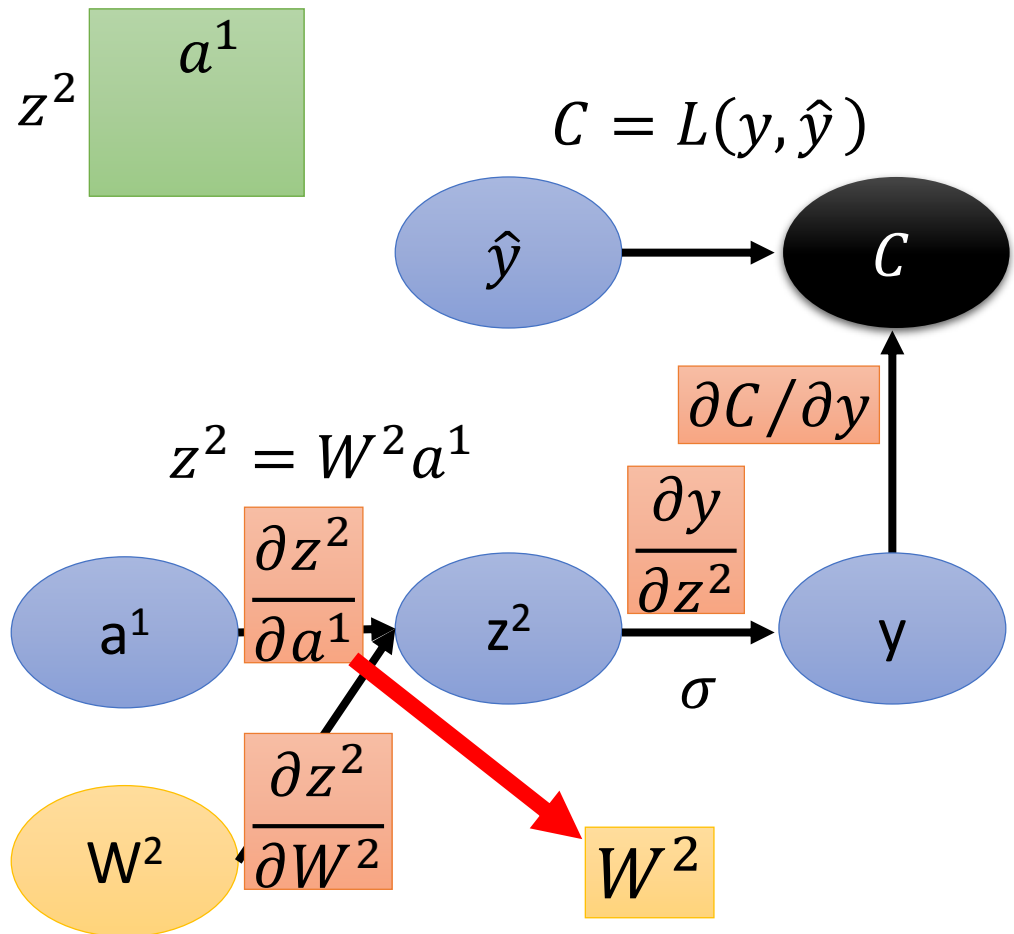 a¹
z²
C = L(y, ŷ)
ŷ
C
∂C/∂y
z² = W²a¹
∂y
∂z²
∂z²
∂a¹
a¹
z²
y
σ
∂z²
∂W²
W²
W²